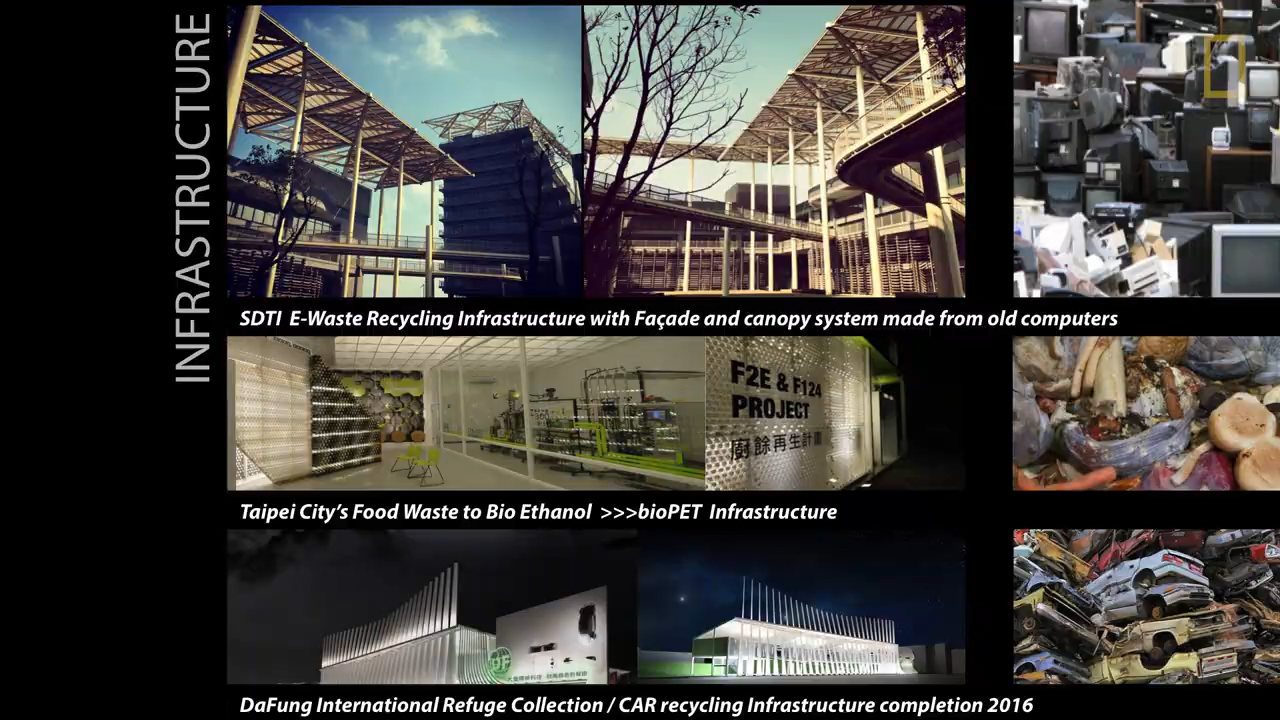 INFRASTRUCTURE
SDTI E-Waste Recycling Infrastructure with Façade and canopy system made from old computers
F2E & F124
PROJECT
廚餘再生計畫
Taipei City's Food Waste to Bio Ethanol >>>bioPET Infrastructure
DF
DaFung International Refuge Collection / CAR recycling Infrastructure completion 2016